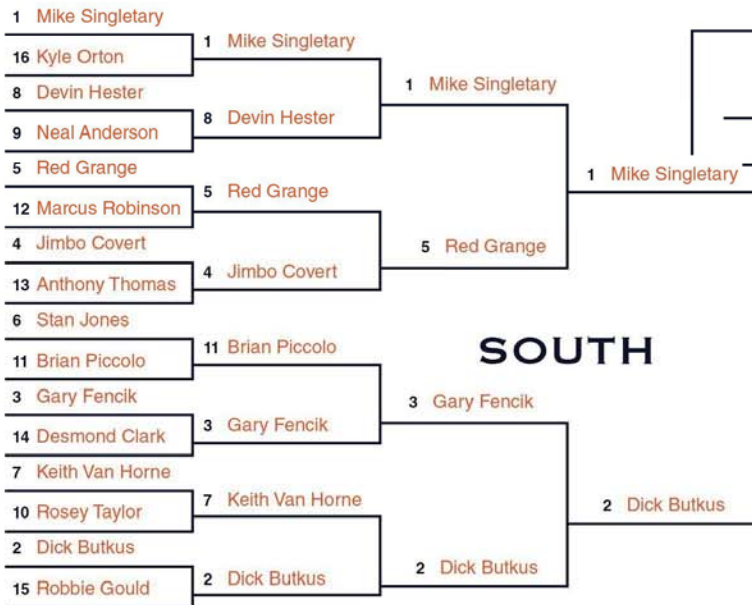 1 Mike Singletary
16 Kyle Orton
8 Devin Hester
9 Neal Anderson
5 Red Grange
12 Marcus Robinson
4 Jimbo Covert
13 Anthony Thomas
6 Stan Jones
11 Brian Piccolo
3 Gary Fencik
14 Desmond Clark
7 Keith Van Horne
10 Rosey Taylor
2 Dick Butkus
15 Robbie Gould
1 Mike Singletary
8 Devin Hester
5 Red Grange
4 Jimbo Covert
11 Brian Piccolo
3 Gary Fencik
7 Keith Van Horne
2 Dick Butkus
1 Mike Singletary
5 Red Grange
3 Gary Fencik
2 Dick Butkus
1 Mike Singletary
2 Dick Butkus
SOUTH